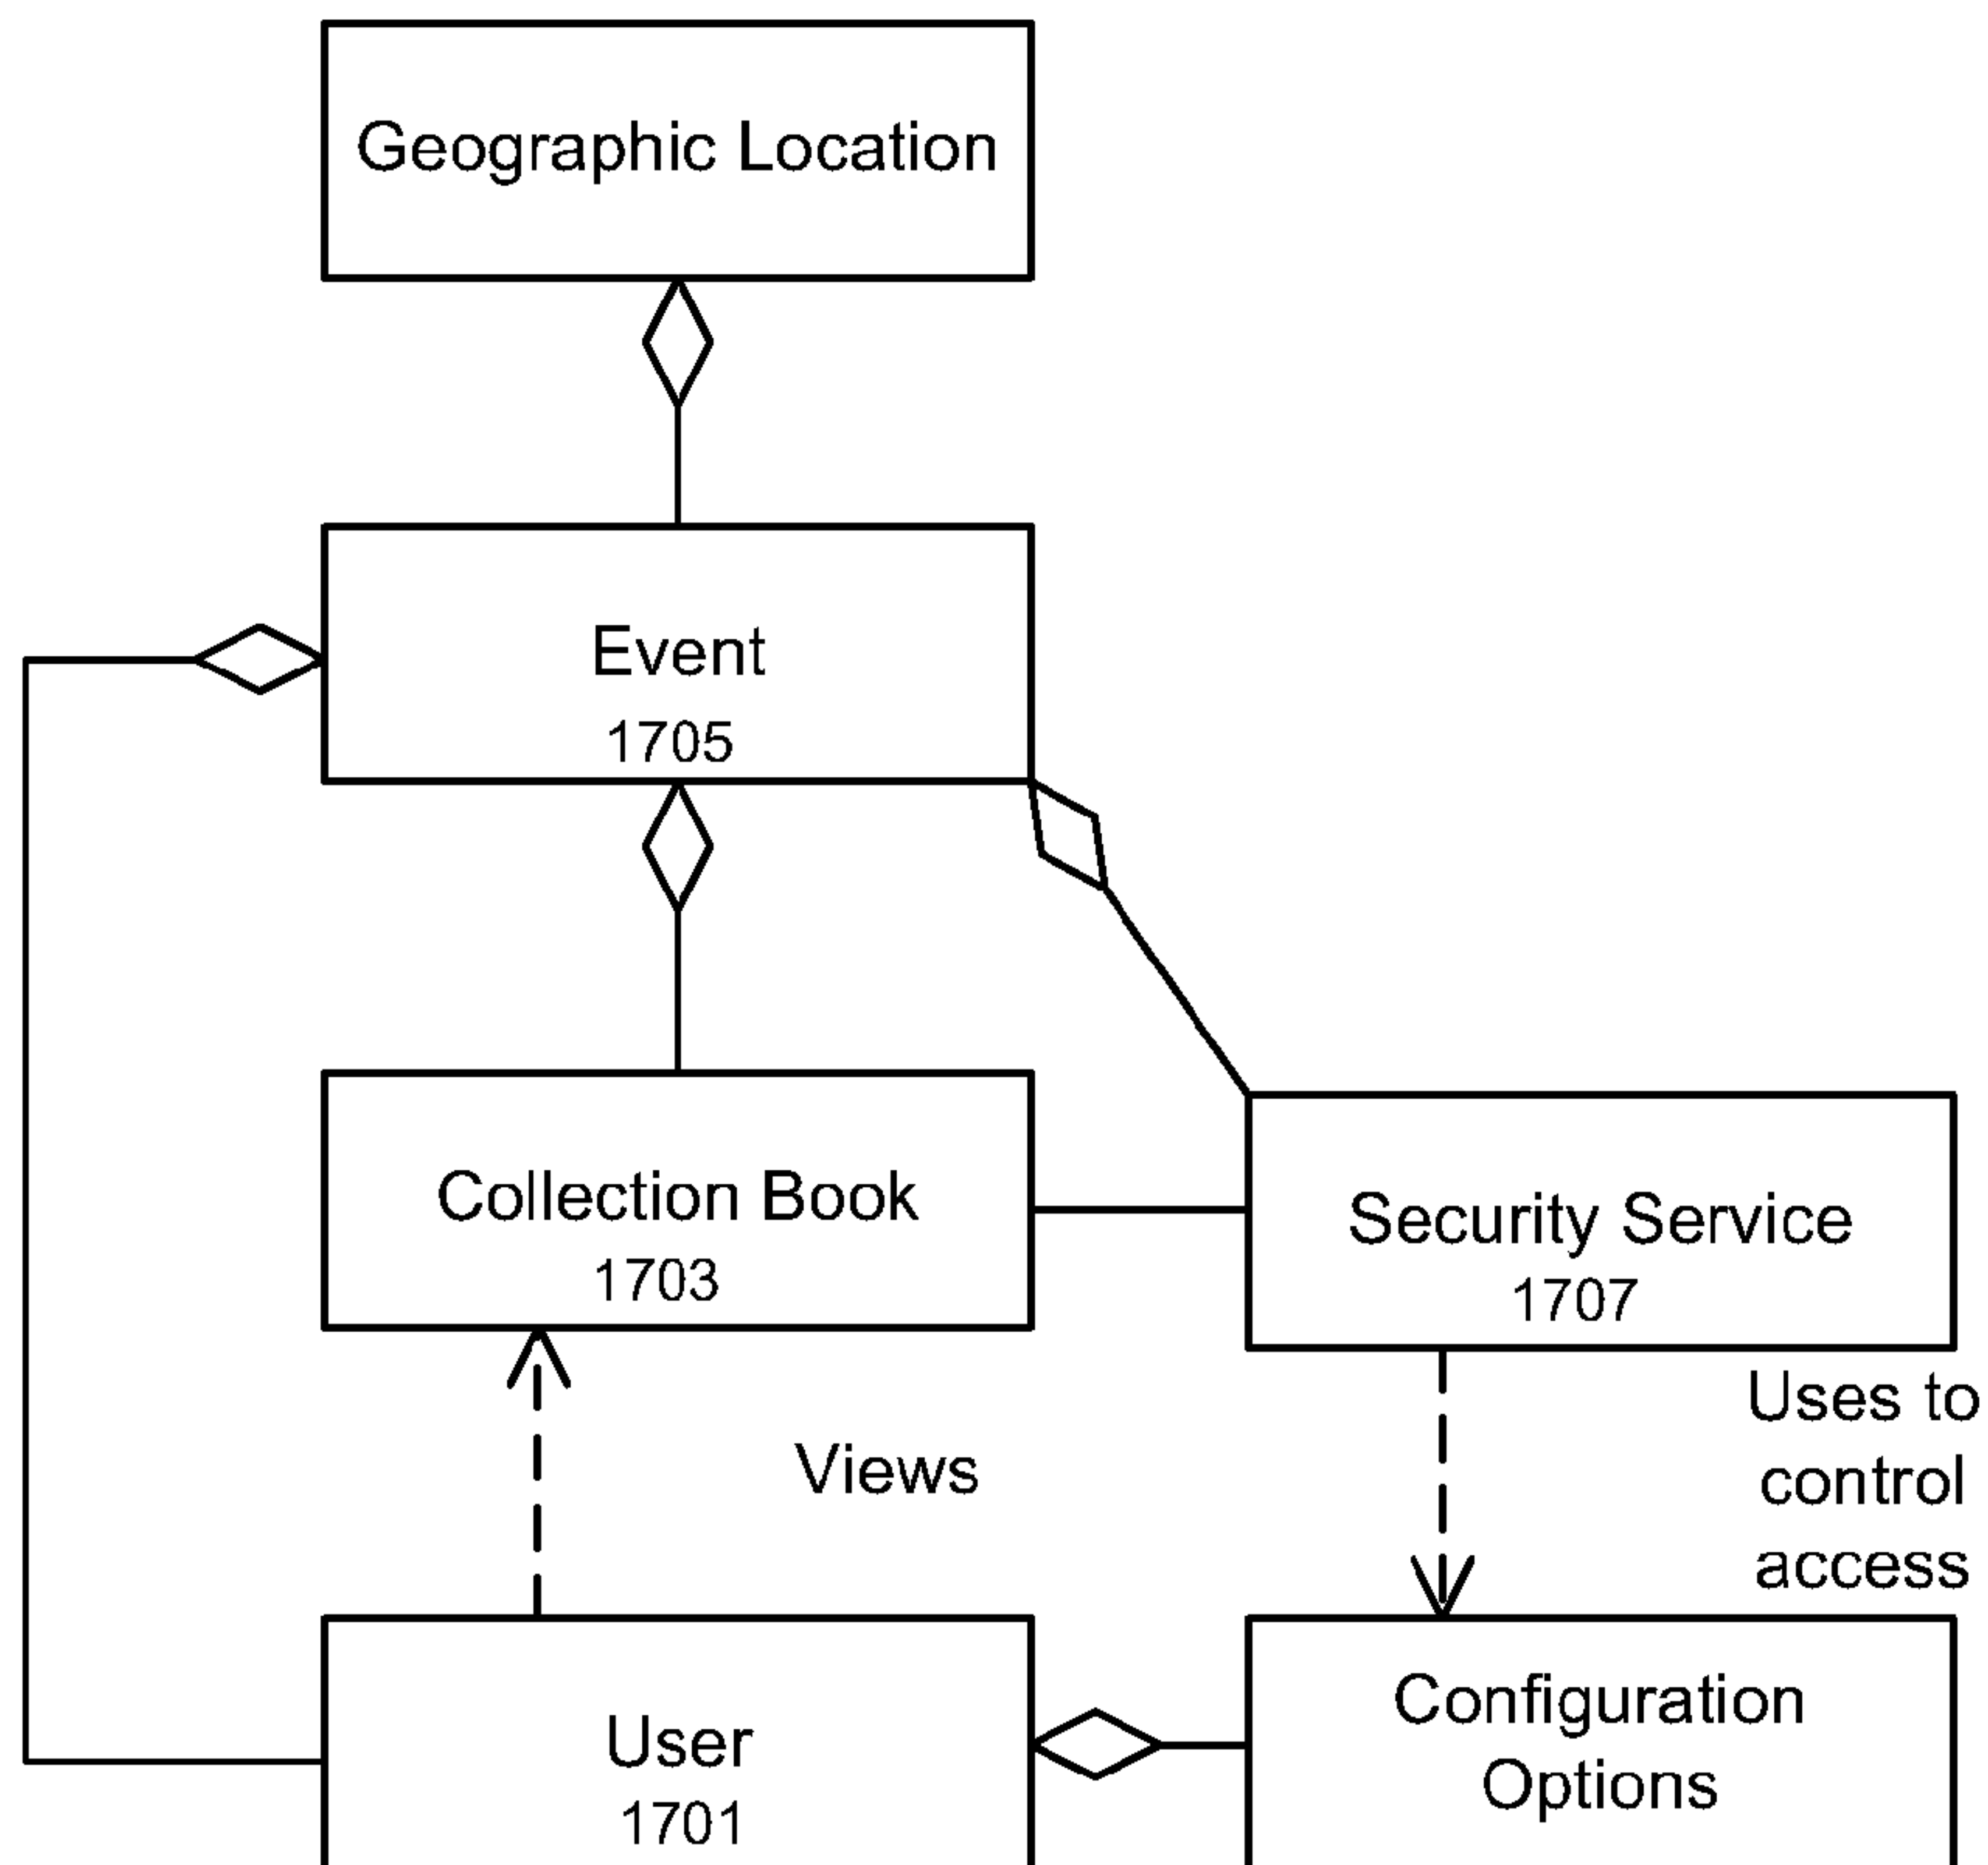 Geographic Location
Event
1705
Collection Book
1703
Security Service
1707
Views
Uses to
control
access
User
1701
Configuration
Options